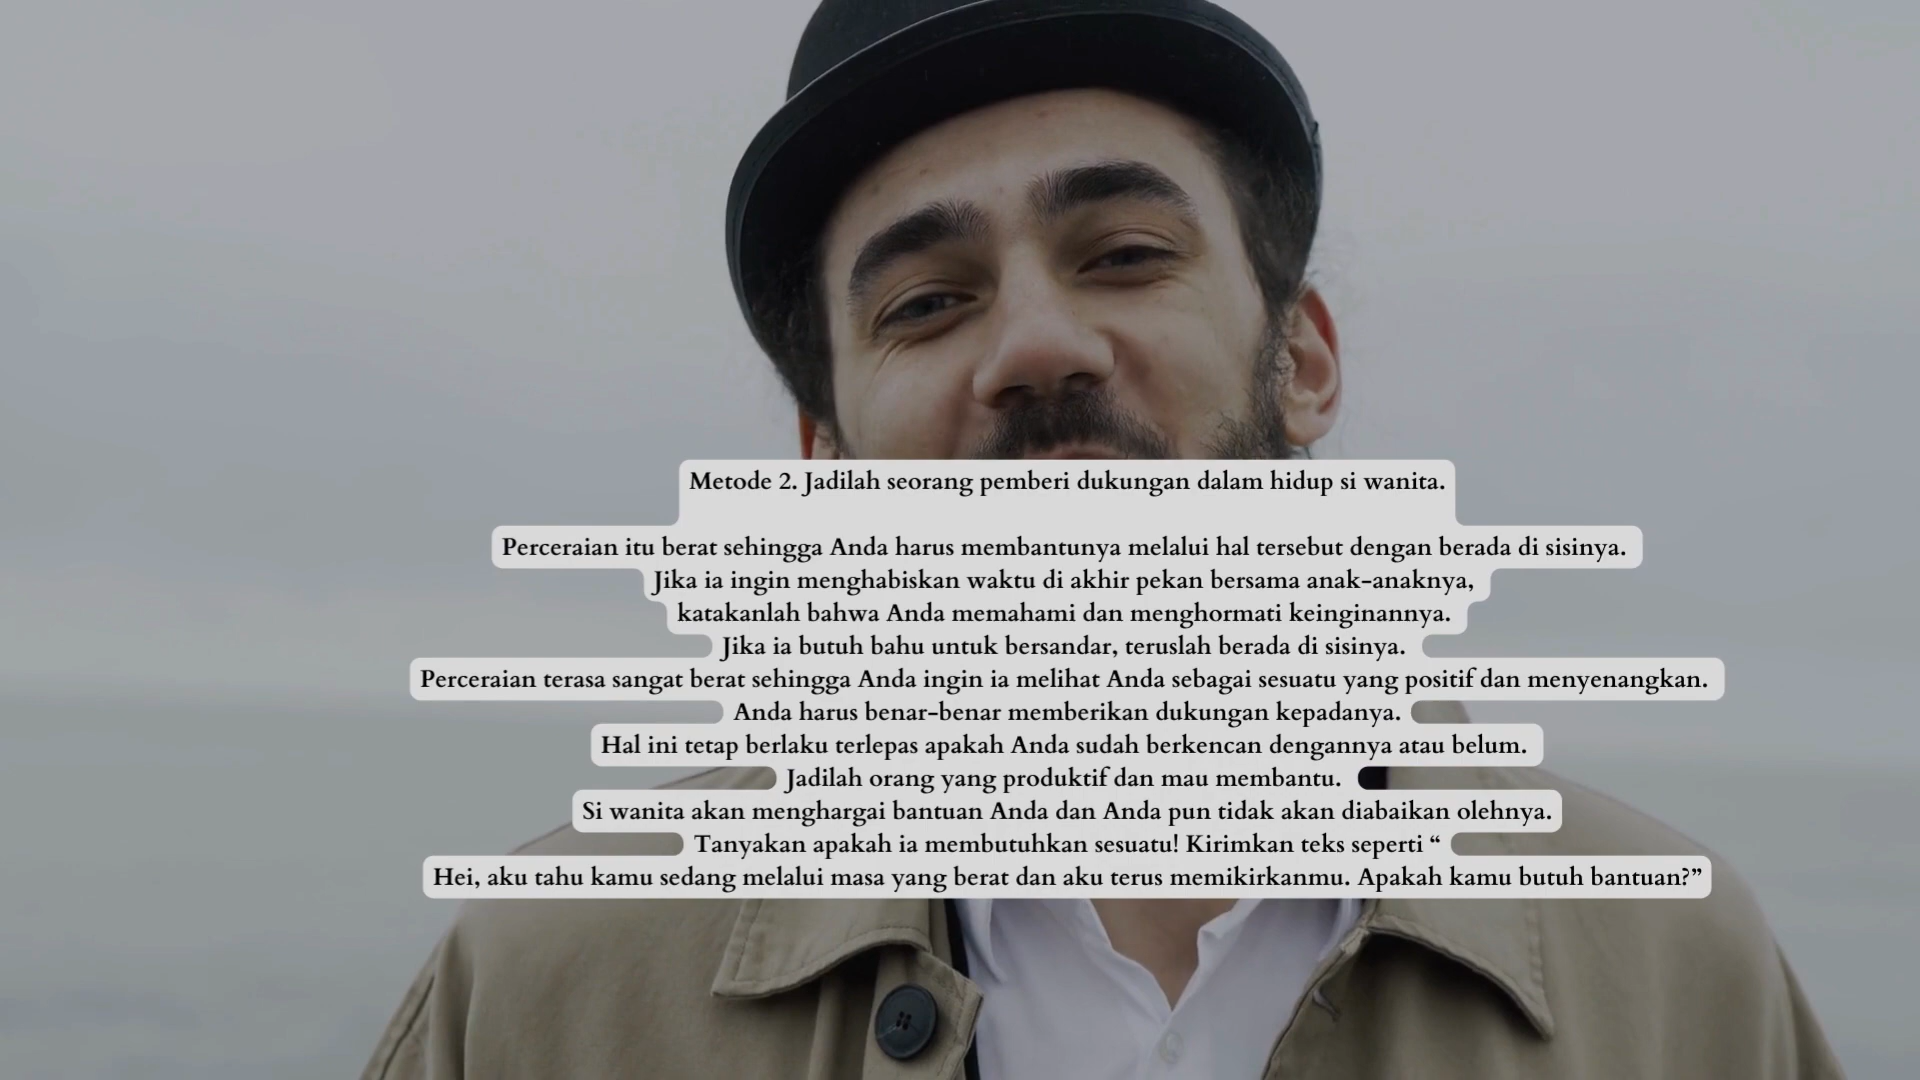 Metode 2. Jadilah seorang pemberi dukungan dalam hidup si wanita.
Perceraian itu berat sehingga Anda harus membantunya melalui hal tersebut dengan berada di sisinya.
Jika ia ingin menghabiskan waktu di akhir pekan bersama anak-anaknya,
katakanlah bahwa Anda memahami dan menghormati keinginannya.
Jika ia butuh bahu untuk bersandar, teruslah berada di sisinya.
Perceraian terasa sangat berat sehingga Anda ingin ia melihat Anda sebagai sesuatu yang positif dan menyenangkan.
Anda harus benar-benar memberikan dukungan kepadanya.
Hal ini tetap berlaku terlepas apakah Anda sudah berkencan dengannya atau belum.
Jadilah orang yang produktif dan mau membantu.
Si wanita akan menghargai bantuan Anda dan Anda pun tidak akan diabaikan olehnya.
Tanyakan apakah ia membutuhkan sesuatu! Kirimkan teks seperti “
Hei, aku tahu kamu sedang melalui masa yang berat dan aku terus memikirkanmu. Apakah kamu butuh bantuan?”